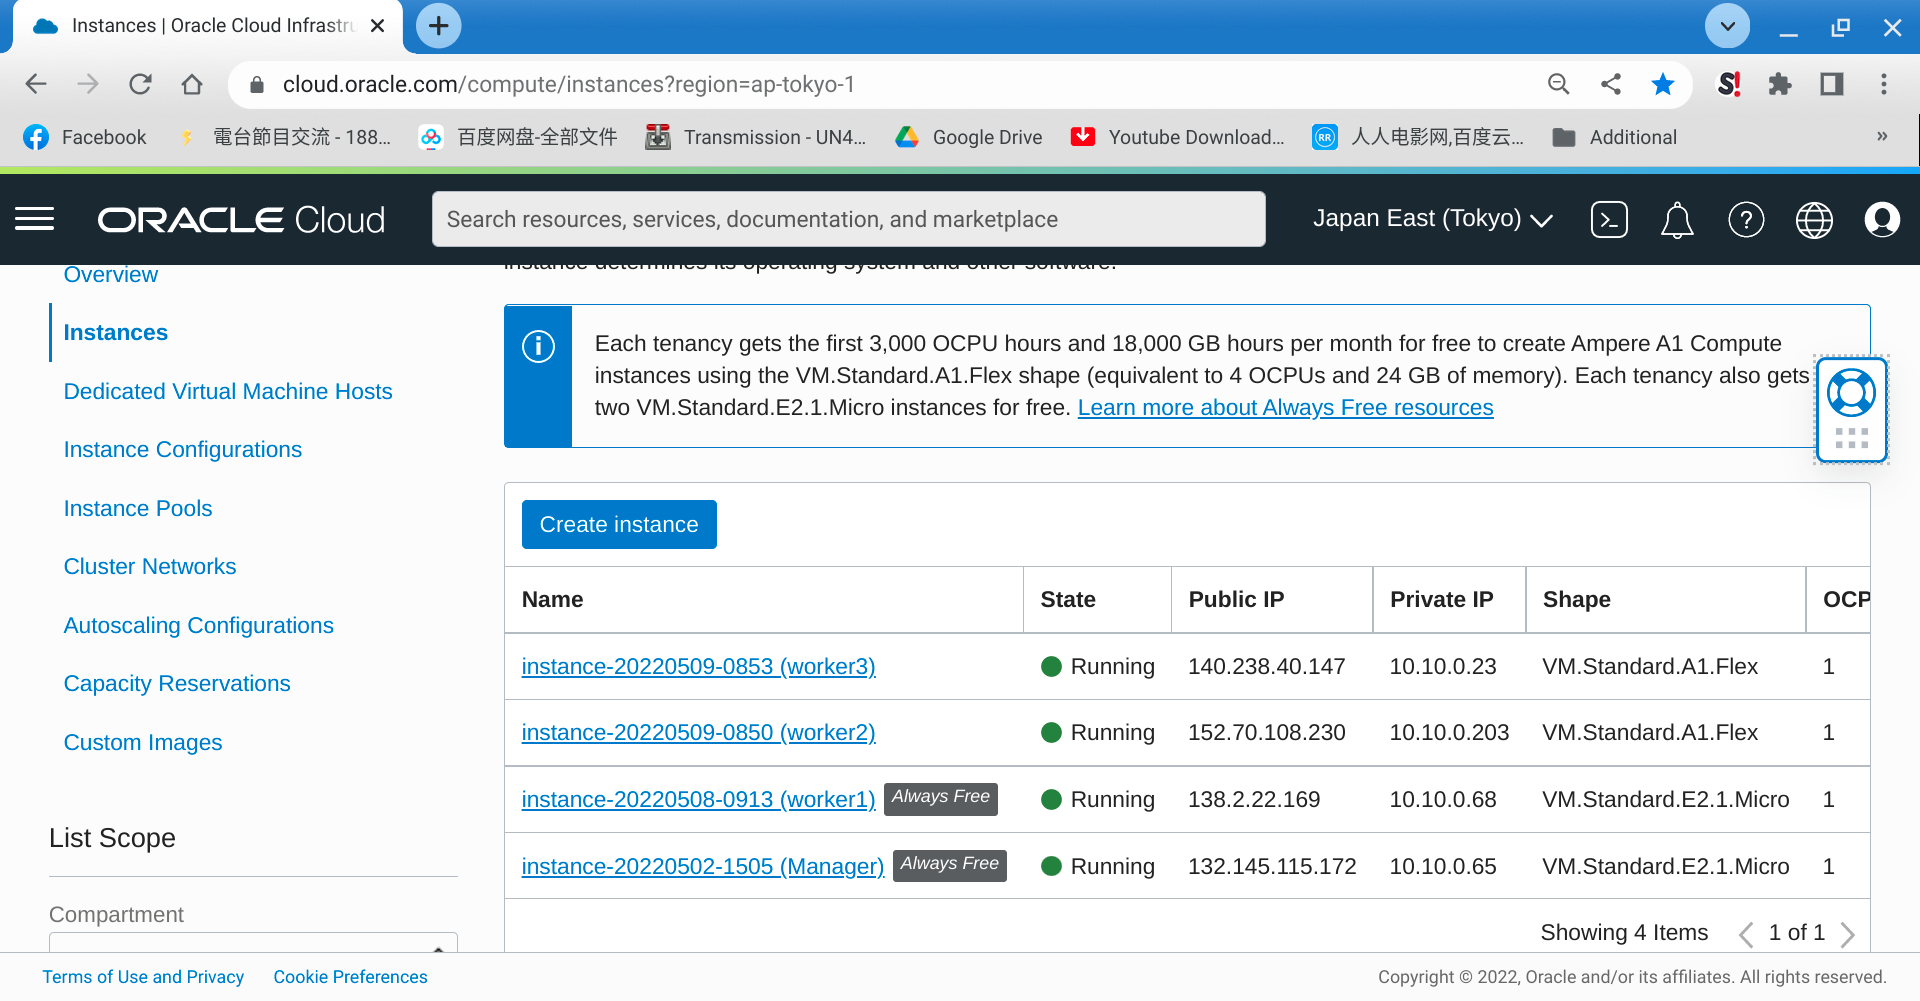 Instances | Oracle Cloud Infrastru
cloud.oracle.com/compute/instances?region=ap-tokyo-1
S!
Facebook
電台節目交流 - 188...
百度网盘-全部文件
Transmission - UN4...
Google Drive
Youtube Download...
RR
人人电影网,百度云...
Additional
»
ORACLE Cloud
Search resources, services, documentation, and marketplace
Japan East (Tokyo)
Overview
Instances
Dedicated Virtual Machine Hosts
Instance Configurations
Instance Pools
Cluster Networks
Autoscaling Configurations
Capacity Reservations
Custom Images
List Scope
Compartment
instance determines its operating system and other software.
Each tenancy gets the first 3,000 OCPU hours and 18,000 GB hours per month for free to create Ampere A1 Compute
instances using the VM.Standard.A1.Flex shape (equivalent to 4 OCPUs and 24 GB of memory). Each tenancy also gets
two VM.Standard.E2.1.Micro instances for free. Learn more about Always Free resources
Create instance
Name State Public IP Private IP Shape OCP
instance-20220509-0853 (worker3) Running 140.238.40.147 10.10.0.23 VM.Standard.A1.Flex 1
instance-20220509-0850 (worker2) Running 152.70.108.230 10.10.0.203 VM.Standard.A1.Flex 1
instance-20220508-0913 (worker1) Always Free Running 138.2.22.169 10.10.0.68 VM.Standard.E2.1.Micro 1
instance-20220502-1505 (Manager) Always Free Running 132.145.115.172 10.10.0.65 VM.Standard.E2.1.Micro 1
Showing 4 Items 1 of 1
Terms of Use and Privacy Cookie Preferences
Copyright © 2022, Oracle and/or its affiliates. All rights reserved.